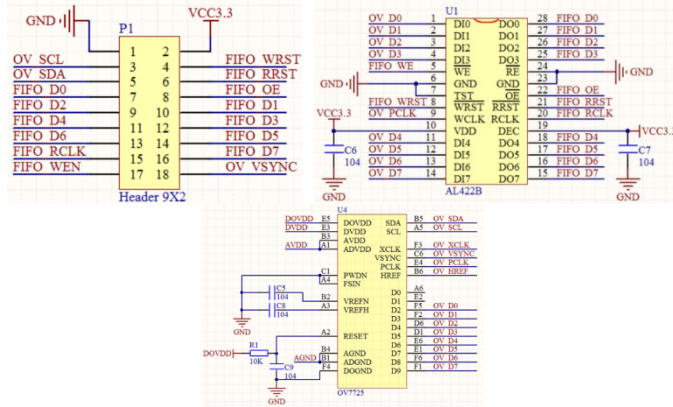 P1
VCC3.3
GND
1 2
OV SCL 3 4 FIFO WRST
OV SDA 5 6 FIFO RRST
FIFO D0 7 8 FIFO OE
FIFO D2 9 10 FIFO D1
FIFO D4 11 12 FIFO D3
FIFO D6 13 14 FIFO D5
FIFO RCLK 15 16 FIFO D7
FIFO WEN 17 18 OV VSYNC
Header 9X2
U1
OV D0 1 DI0 DO0 28 FIFO D0
OV D1 2 DI1 DO1 27 FIFO D1
OV D2 3 DI2 DO2 26 FIFO D2
OV D3 4 DI3 DO3 25 FIFO D3
FIFO WE 5 WE RE 24 GND
GND 6 GND GND 23
7 TST OE 22 FIFO OE
FIFO WRST 8 WRST RRST 21 FIFO RRST
VCC3.3 OV PCLK 9 WCLK RCLK 20 FIFO RCLK
10 VDD DEC 19 VCC3.3
OV D4 11 DI4 DO4 18 FIFO D4
C6 OV D5 12 DI5 DO5 17 FIFO D5 C7
104 OV D6 13 DI6 DO6 16 FIFO D6 104
OV D7 14 DI7 DO7 15 FIFO D7
GND AL422B GND
U4
DOVDD E5 DOVDD SDA B5 OV SDA
DVDD E3 DVDD SCL A5 OV SCL
B3 AVDD
AVDD A1 ADVDD XCLK F3 OV XCLK
VSYNC C6 OV VSYNC
PCLK E4 OV PCLK
C1 PWDN HREF B6 OV HREF
A4 FSIN
C5 D0 A6
104 B2 VREFN D1 E2
C8 A3 VREFH D2 F5 OV D0
104 D3 F2 OV D1
D4 D6 OV D2
A2 RESET D5 D1 OV D3
R1 D6 E6 OV D4
DOVDD 10K B4 AGND D7 E1 OV D5
AGND B1 ADGND D8 F6 OV D6
C9 F4 DOGND D9 F1 OV D7
104
GND OV7725
GND